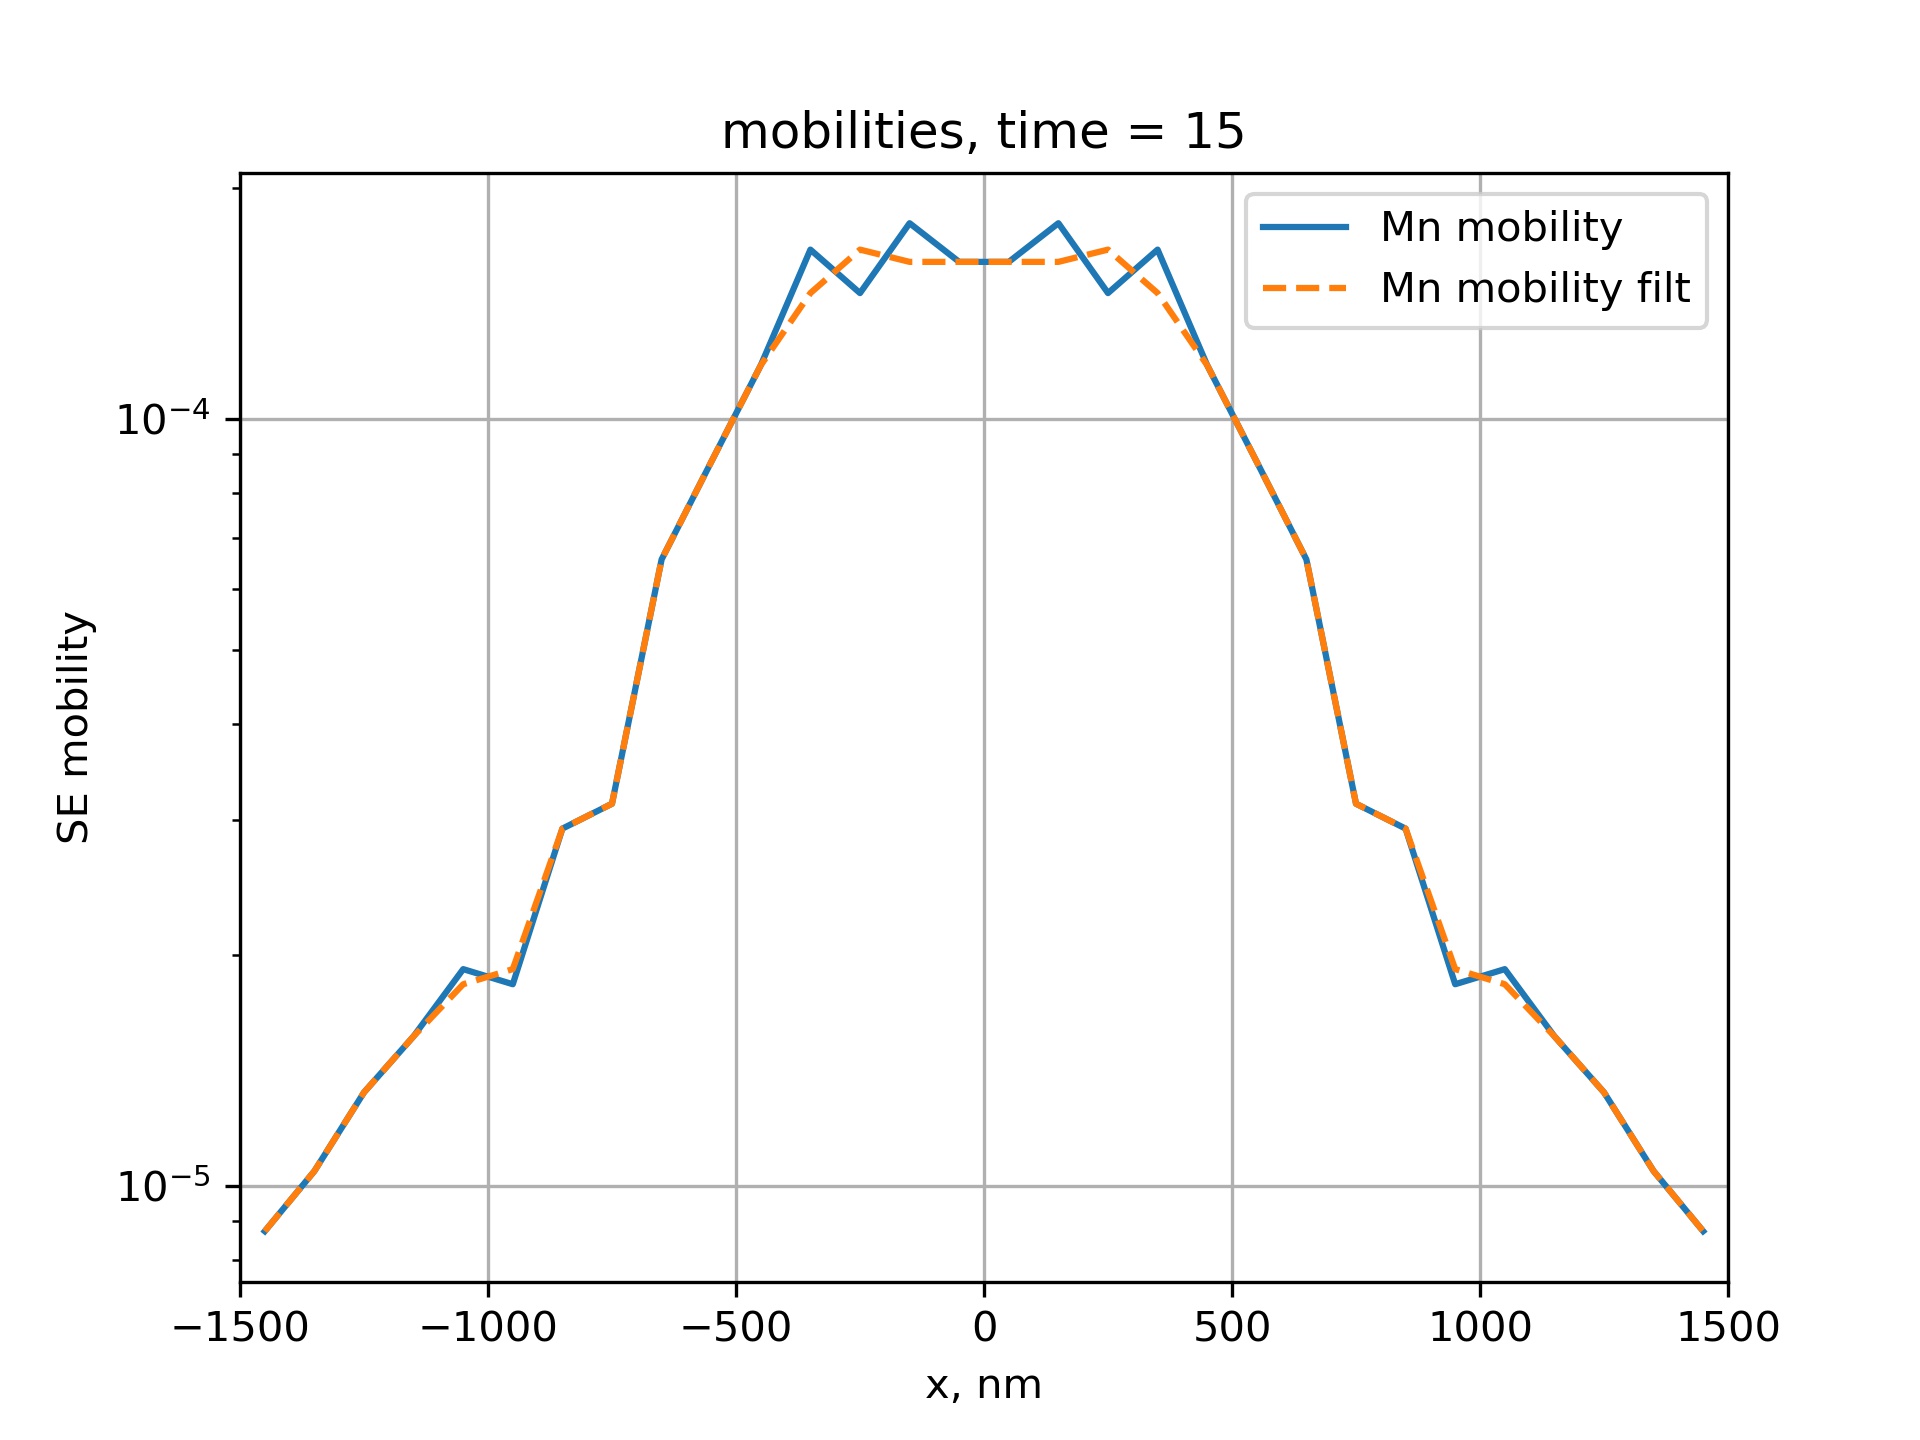 mobilities, time = 15
Mn mobility
Mn mobility filt
SE mobility
10⁻⁴
10⁻⁵
−1500 −1000 −500 0 500 1000 1500
x, nm